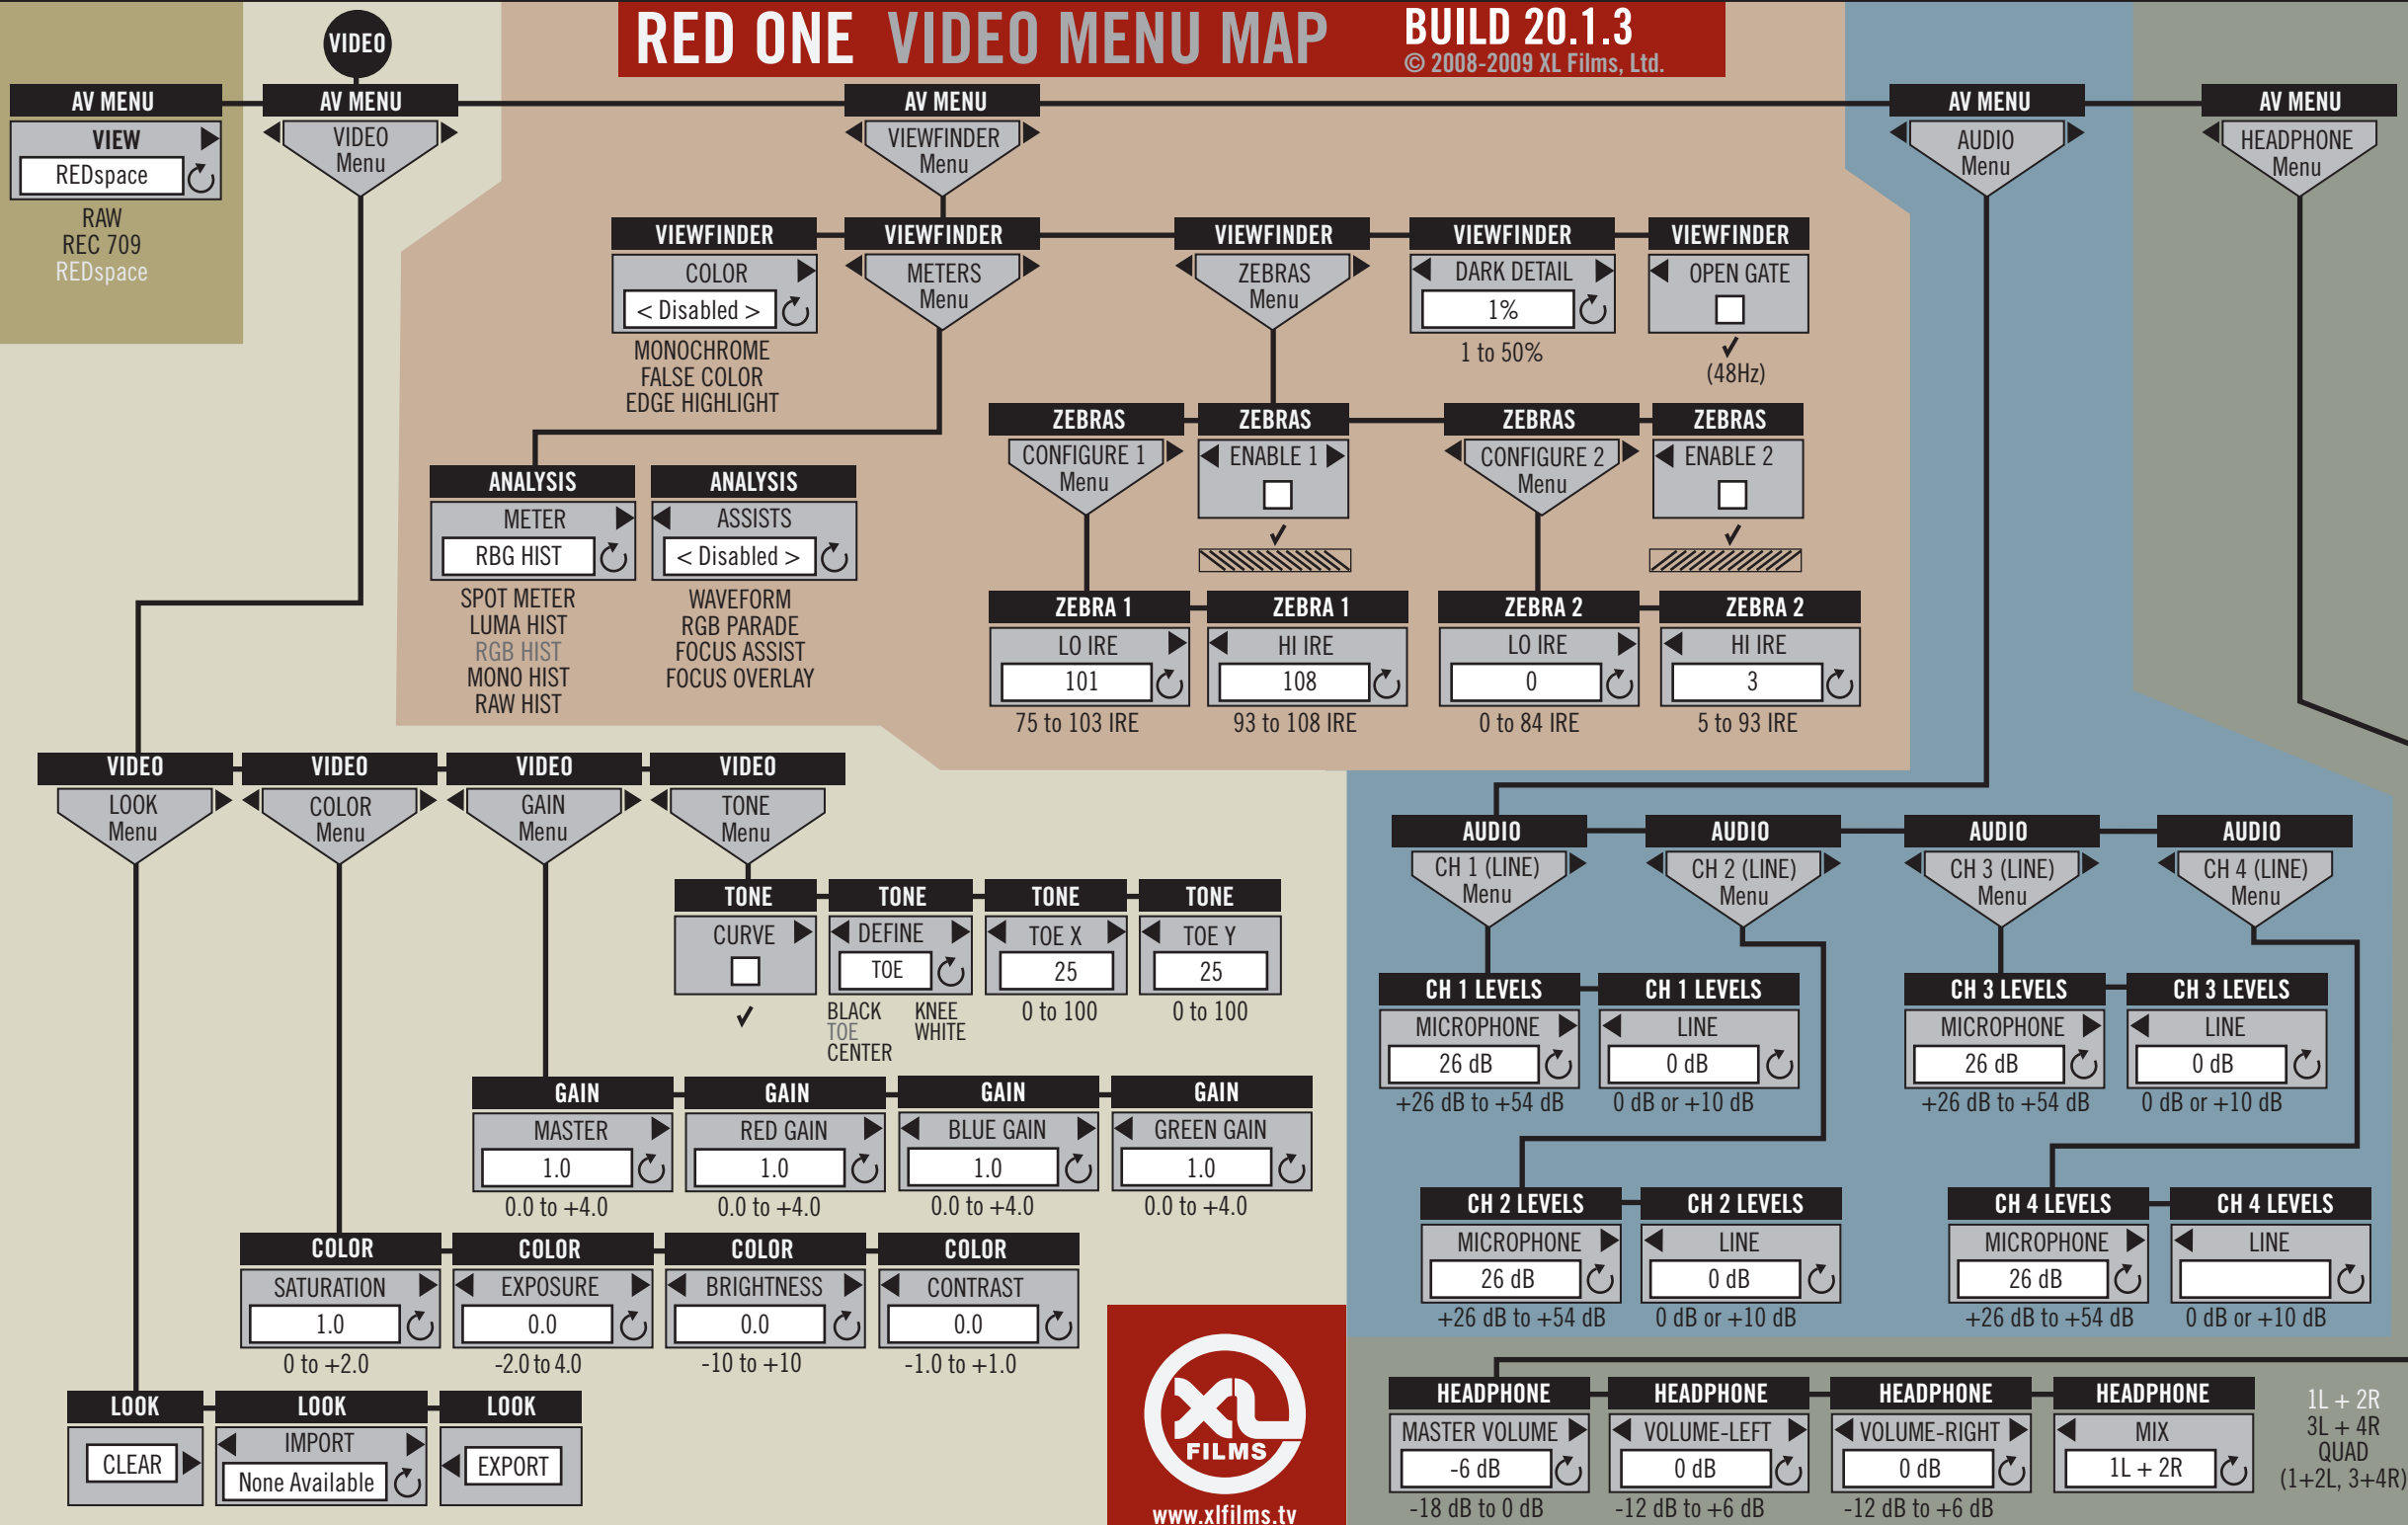 RED ONE VIDEO MENU MAP BUILD 20.1.3
© 2008-2009 XL Films, Ltd.
VIDEO
AV MENU
VIEW
REDspace
RAW
REC 709
REDspace
AV MENU
VIDEO
Menu
AV MENU
VIEWFINDER
Menu
AV MENU
AUDIO
Menu
AV MENU
HEADPHONE
Menu
VIEWFINDER
COLOR
< Disabled >
MONOCHROME
FALSE COLOR
EDGE HIGHLIGHT
VIEWFINDER
METERS
Menu
VIEWFINDER
ZEBRAS
Menu
VIEWFINDER
DARK DETAIL
1%
1 to 50%
VIEWFINDER
OPEN GATE
✓
(48Hz)
ZEBRAS
CONFIGURE 1
Menu
ZEBRAS
ENABLE 1
✓
ZEBRAS
CONFIGURE 2
Menu
ZEBRAS
ENABLE 2
✓
ANALYSIS
METER
RBG HIST
SPOT METER
LUMA HIST
RGB HIST
MONO HIST
RAW HIST
ANALYSIS
ASSISTS
< Disabled >
WAVEFORM
RGB PARADE
FOCUS ASSIST
FOCUS OVERLAY
ZEBRA 1
LO IRE
101
75 to 103 IRE
ZEBRA 1
HI IRE
108
93 to 108 IRE
ZEBRA 2
LO IRE
0
0 to 84 IRE
ZEBRA 2
HI IRE
3
5 to 93 IRE
VIDEO
LOOK
Menu
VIDEO
COLOR
Menu
VIDEO
GAIN
Menu
VIDEO
TONE
Menu
TONE
CURVE
✓
TONE
DEFINE
TOE
BLACK KNEE
TOE WHITE
CENTER
TONE
TOE X
25
0 to 100
TONE
TOE Y
25
0 to 100
GAIN
MASTER
1.0
0.0 to +4.0
GAIN
RED GAIN
1.0
0.0 to +4.0
GAIN
BLUE GAIN
1.0
0.0 to +4.0
GAIN
GREEN GAIN
1.0
0.0 to +4.0
COLOR
SATURATION
1.0
0 to +2.0
COLOR
EXPOSURE
0.0
-2.0 to 4.0
COLOR
BRIGHTNESS
0.0
-10 to +10
COLOR
CONTRAST
0.0
-1.0 to +1.0
LOOK
CLEAR
LOOK
IMPORT
None Available
LOOK
EXPORT
XL
FILMS
www.xlfilms.tv
AUDIO
CH 1 (LINE)
Menu
AUDIO
CH 2 (LINE)
Menu
AUDIO
CH 3 (LINE)
Menu
AUDIO
CH 4 (LINE)
Menu
CH 1 LEVELS
MICROPHONE
26 dB
+26 dB to +54 dB
CH 1 LEVELS
LINE
0 dB
0 dB or +10 dB
CH 3 LEVELS
MICROPHONE
26 dB
+26 dB to +54 dB
CH 3 LEVELS
LINE
0 dB
0 dB or +10 dB
CH 2 LEVELS
MICROPHONE
26 dB
+26 dB to +54 dB
CH 2 LEVELS
LINE
0 dB
0 dB or +10 dB
CH 4 LEVELS
MICROPHONE
26 dB
+26 dB to +54 dB
CH 4 LEVELS
LINE
0 dB or +10 dB
HEADPHONE
MASTER VOLUME
-6 dB
-18 dB to 0 dB
HEADPHONE
VOLUME-LEFT
0 dB
-12 dB to +6 dB
HEADPHONE
VOLUME-RIGHT
0 dB
-12 dB to +6 dB
HEADPHONE
MIX
1L + 2R
1L + 2R
3L + 4R
QUAD
(1+2L, 3+4R)